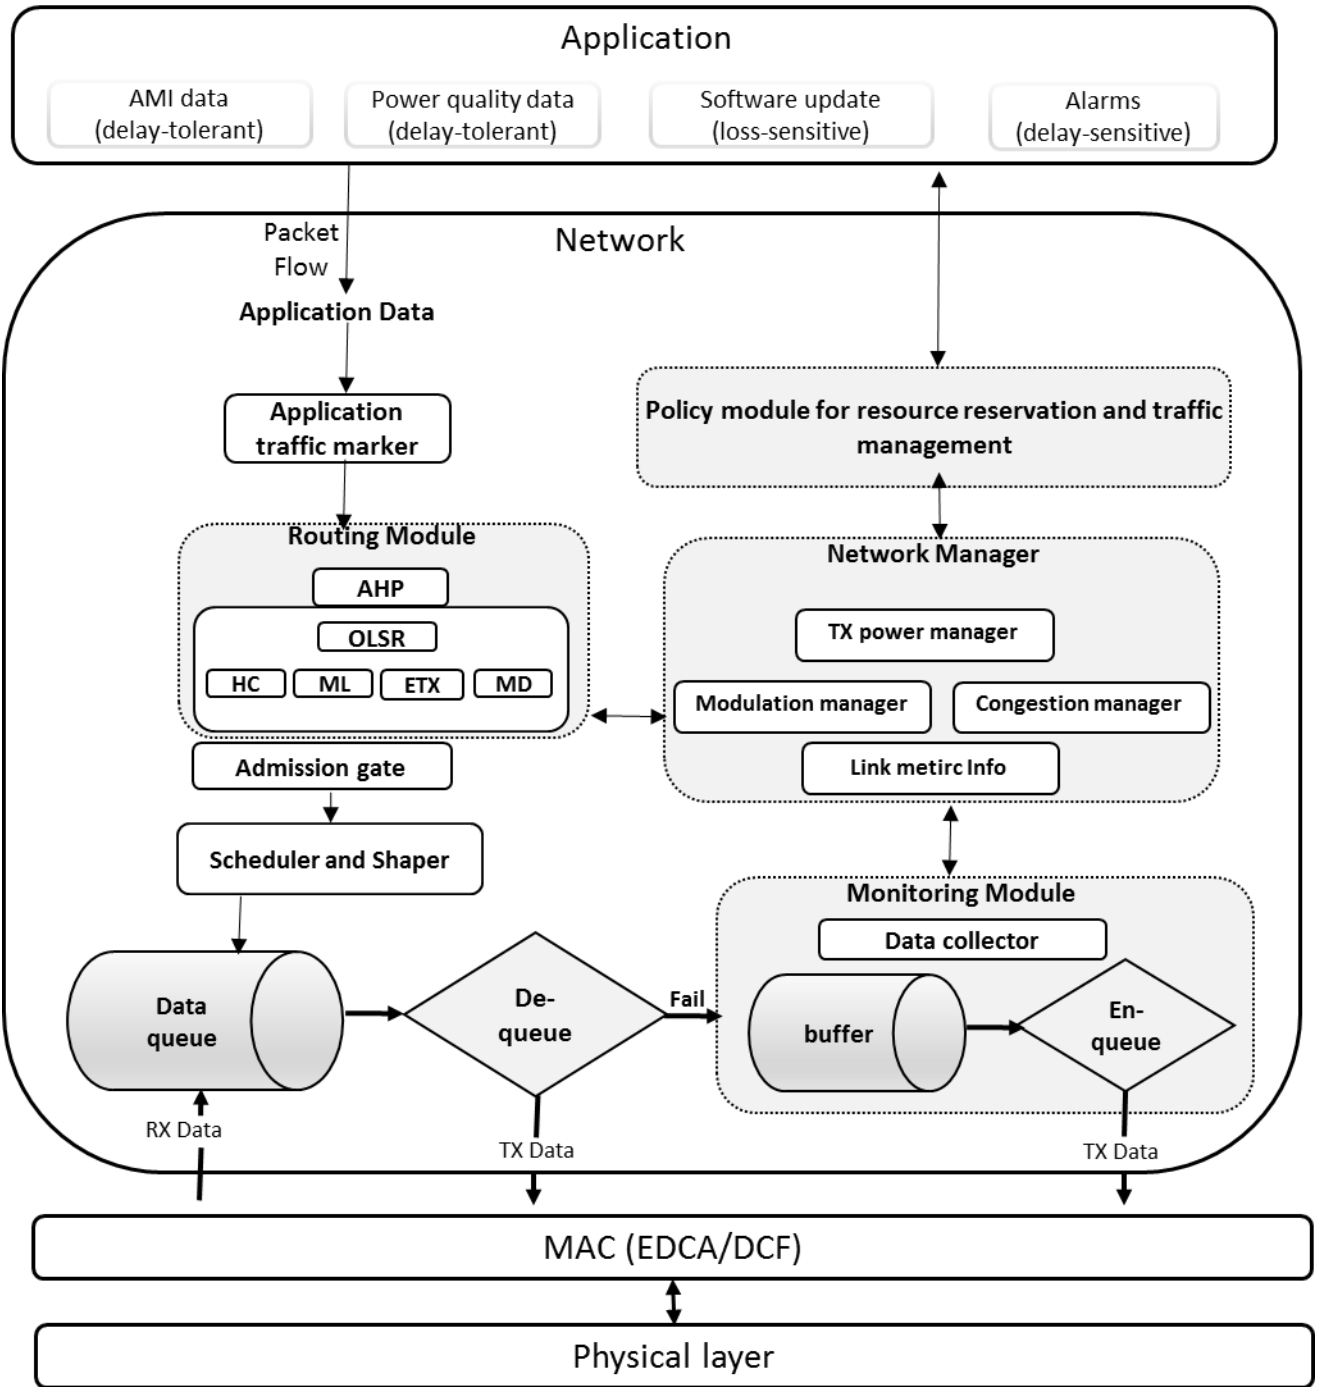 Application
AMI data
(delay-tolerant)
Power quality data
(delay-tolerant)
Software update
(loss-sensitive)
Alarms
(delay-sensitive)
Network
Packet
Flow
Application Data
Application
traffic marker
Policy module for resource reservation and traffic
management
Routing Module
AHP
OLSR
HC
ML
ETX
MD
Network Manager
TX power manager
Modulation manager
Congestion manager
Link metirc Info
Admission gate
Scheduler and Shaper
Data
queue
De-
queue
Fail
Monitoring Module
Data collector
buffer
En-
queue
RX Data
TX Data
TX Data
MAC (EDCA/DCF)
Physical layer